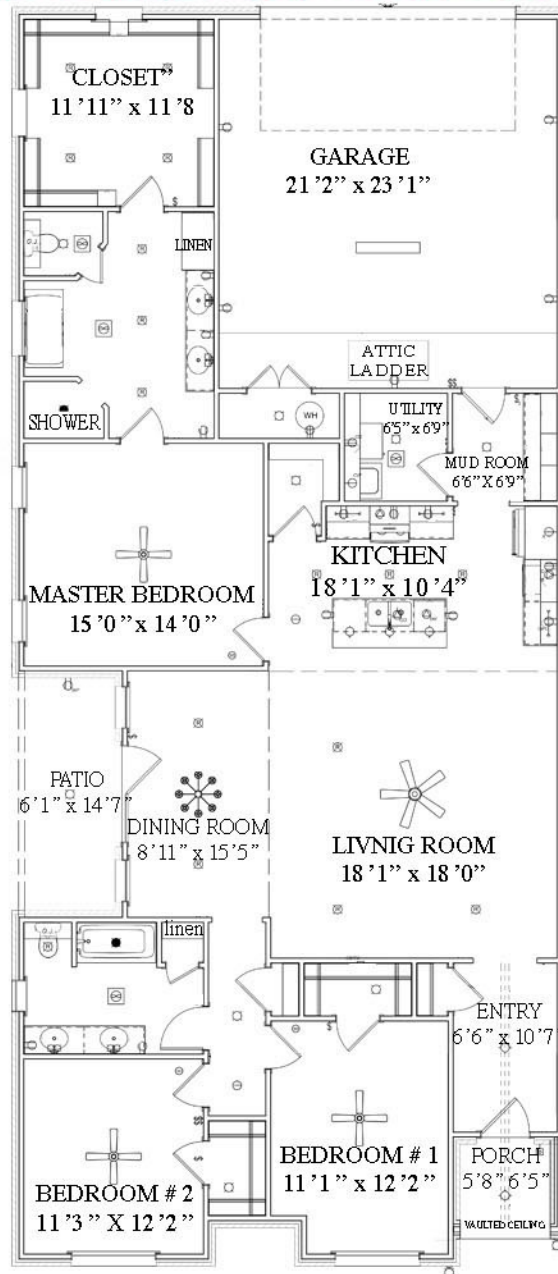 CLOSET”
11’11” x 11’8
GARAGE
21’2” x 23’1”
LINEN
ATTIC
LADDER
SHOWER
WH
UTILITY
6’5” x 6’9”
MUD ROOM
6’6” X 6’9”
KITCHEN
18’1” x 10’4”
MASTER BEDROOM
15’0” x 14’0”
PATIO
6’1” x 14’7”
DINING ROOM
8’11” x 15’5”
LIVNIG ROOM
18’1” x 18’0”
linen
ENTRY
6’6” x 10’7
BEDROOM # 1
11’1” x 12’2”
PORCH
5’8” 6’5”
VAULTED CEILING
BEDROOM # 2
11’3” X 12’2”